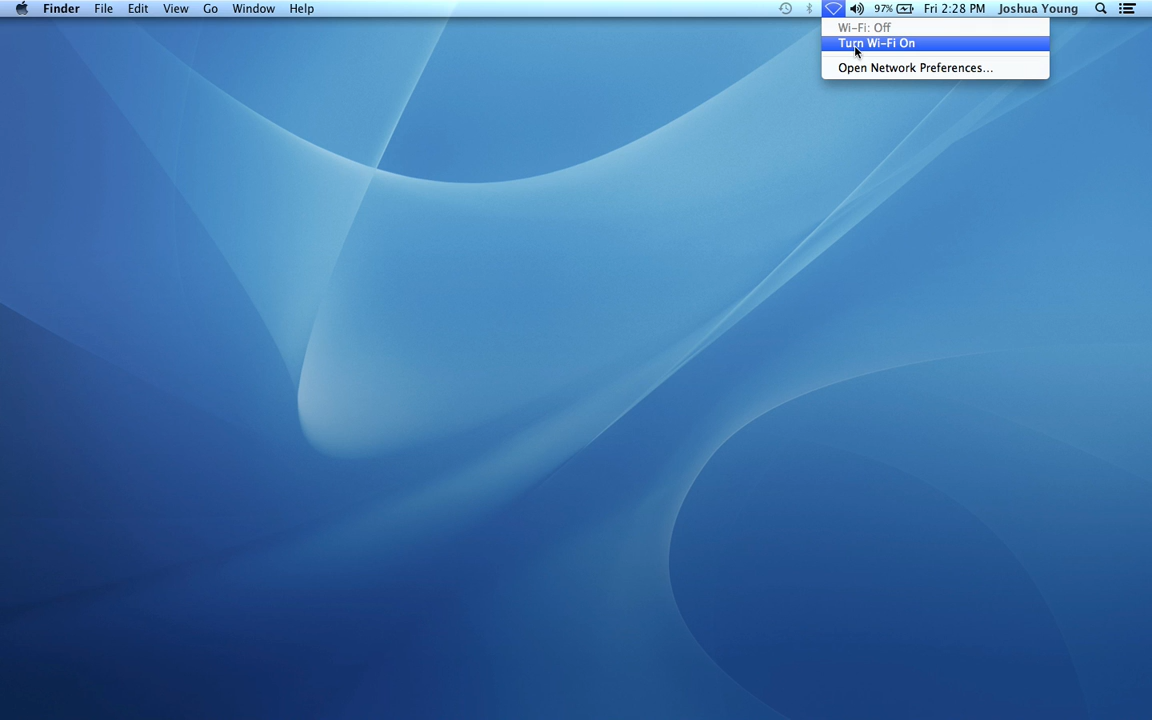 Finder File Edit View Go Window Help 97% Fri 2:28 PM Joshua Young
Wi-Fi: Off
Turn Wi-Fi On
Open Network Preferences...